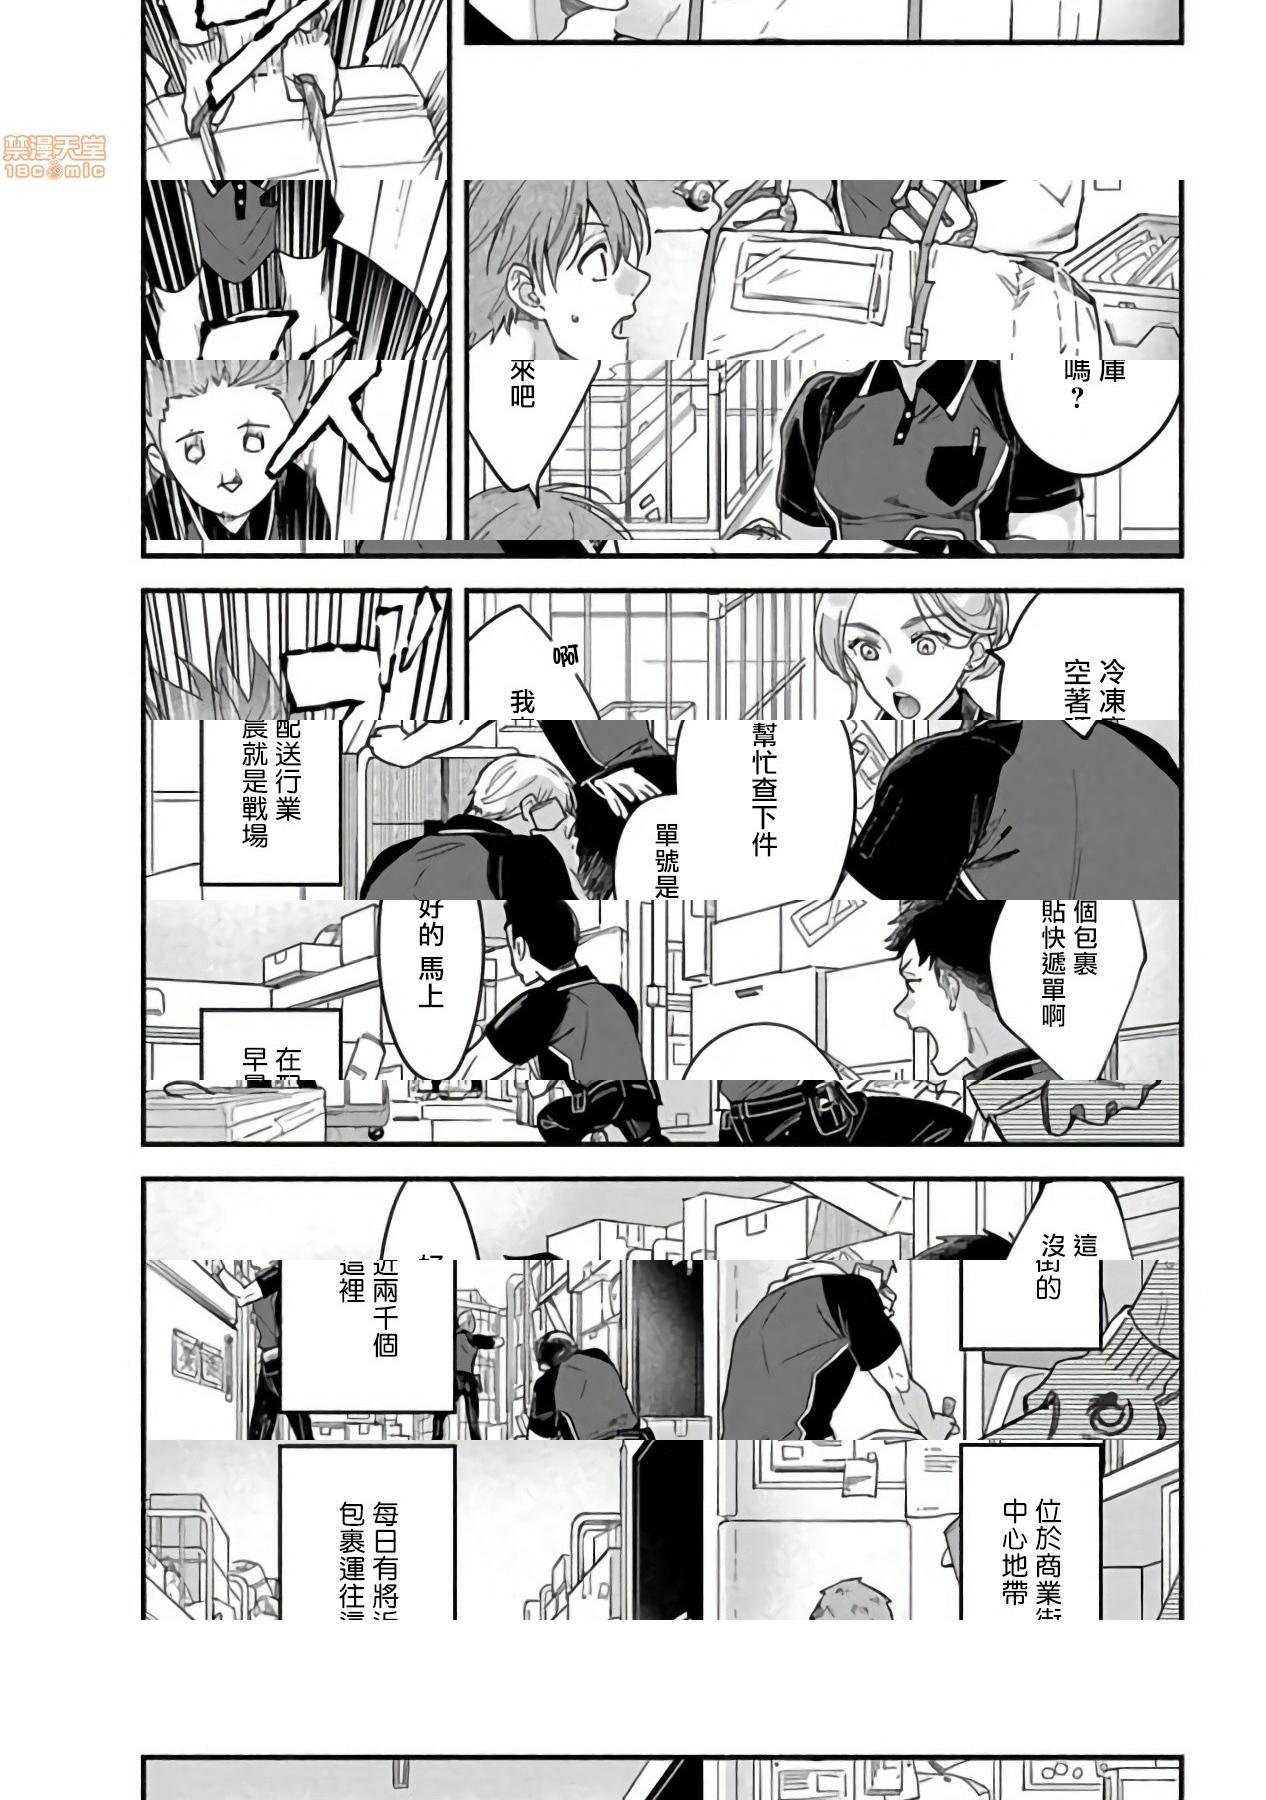 禁漫天堂
18comic
庫
嗎?
來吧
冷凍
空著
啊
我
幫忙查下件
單號是
配送行業
晨就是戰場
個包裹
貼快遞單啊
好的 馬上
在
早
這
沒街的
近兩千個
這裡
位於商業街
中心地帶
每日有將
包裹運往